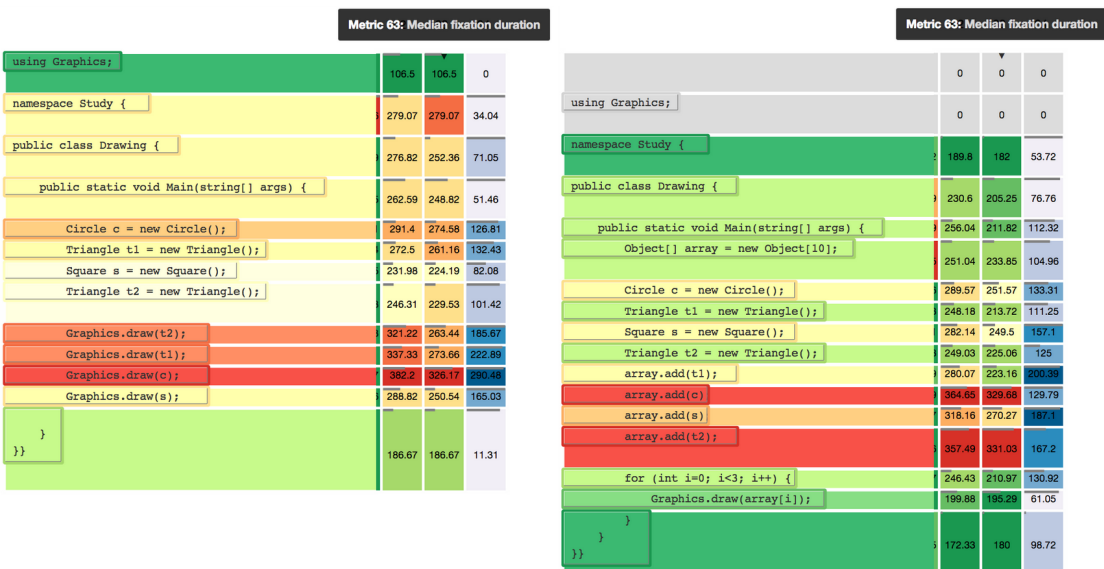 Metric 63: Median fixation duration
using Graphics; 106.5 106.5 0
namespace Study { 279.07 279.07 34.04
public class Drawing { 276.82 252.36 71.05
public static void Main(string[] args) { 262.59 248.82 51.46
Circle c = new Circle(); 291.4 274.58 126.81
Triangle t1 = new Triangle(); 272.5 261.16 132.43
Square s = new Square(); 231.98 224.19 82.08
Triangle t2 = new Triangle(); 246.31 229.53 101.42
Graphics.draw(t2); 321.22 263.44 185.67
Graphics.draw(t1); 337.33 273.66 222.89
Graphics.draw(c); 382.2 326.17 290.48
Graphics.draw(s); 288.82 250.54 165.03
}
}} 186.67 186.67 11.31
Metric 63: Median fixation duration
0 0 0
using Graphics; 0 0 0
namespace Study { 189.8 182 53.72
public class Drawing { 230.6 205.25 76.76
public static void Main(string[] args) { 256.04 211.82 112.32
Object[] array = new Object[10]; 251.04 233.85 104.96
Circle c = new Circle(); 289.57 251.57 133.31
Triangle t1 = new Triangle(); 248.18 213.72 111.25
Square s = new Square(); 282.14 249.5 157.1
Triangle t2 = new Triangle(); 249.03 225.06 125
array.add(t1); 280.07 223.16 200.39
array.add(c) 364.65 329.68 129.79
array.add(s) 318.16 270.27 187.1
array.add(t2); 357.49 331.03 167.2
for (int i=0; i<3; i++) { 246.43 210.97 130.92
Graphics.draw(array[i]); 199.88 195.29 61.05
}
}
}} 172.33 180 98.72